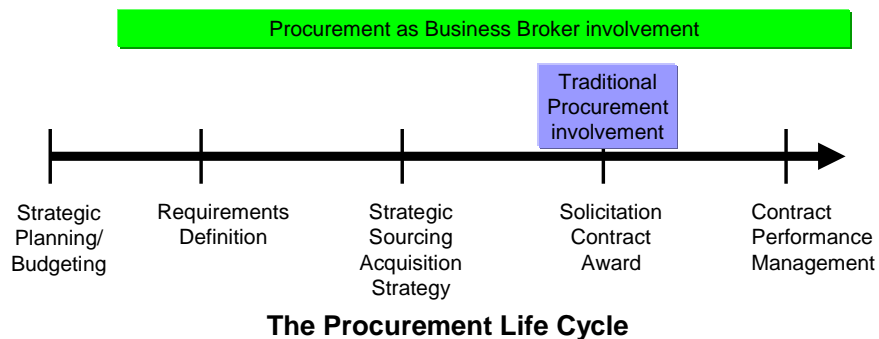 Procurement as Business Broker involvement
Traditional
Procurement
involvement
Strategic
Planning/
Budgeting
Requirements
Definition
Strategic
Sourcing
Acquisition
Strategy
Solicitation
Contract
Award
Contract
Performance
Management
The Procurement Life Cycle